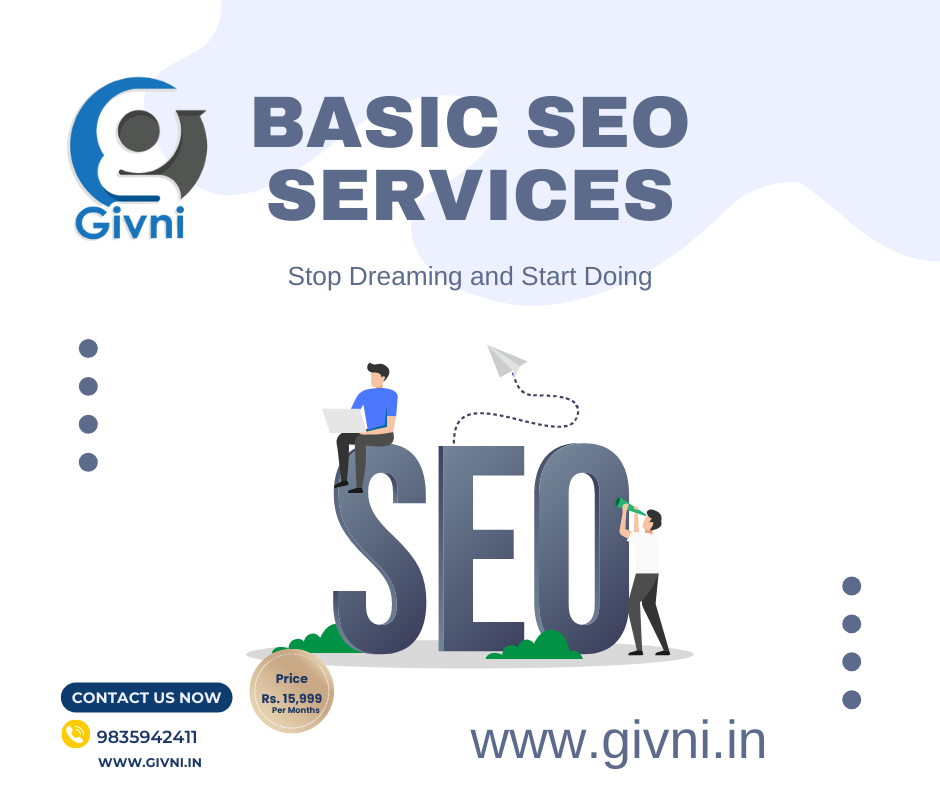 BASIC SEO
SERVICES
Givni
Stop Dreaming and Start Doing
SEO
Price
Rs. 15,999
Per Months
CONTACT US NOW
9835942411
WWW.GIVNI.IN
www.givni.in